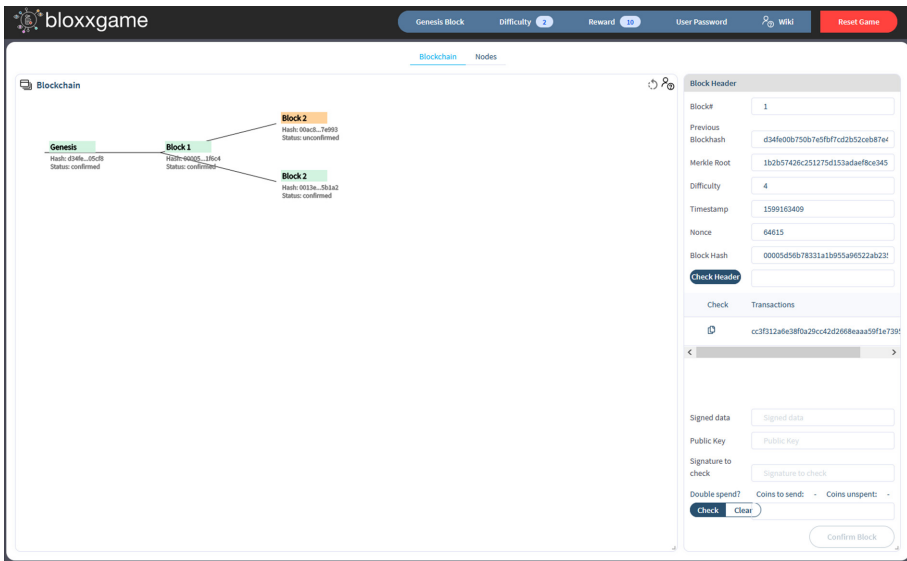 bloxxgame
Genesis Block Difficulty 2 Reward 10 User Password Wiki Reset Game
Blockchain Nodes
Blockchain
Block 2
Hash: 00ac8...7e993
Status: unconfirmed
Genesis
Hash: d34fe...05cf8
Status: confirmed
Block 1
Hash: 00005...1f6c4
Status: confirmed
Block 2
Hash: 0013e...5b1a2
Status: confirmed
Block Header
Block# 1
Previous
Blockhash d34fe00b750b7e5fbf7cd2b52ceb87e4
Merkle Root 1b2b57426c251275d153adaef8ce345
Difficulty 4
Timestamp 1599163409
Nonce 64615
Block Hash 00005d56b78331a1b955a96522ab235
Check Header
Check Transactions
cc3f312a6e38f0a29cc42d2668eaaa59f1e7395
Signed data Signed data
Public Key Public Key
Signature to
check Signature to check
Double spend? Coins to send: - Coins unspent: -
Check Clear
Confirm Block